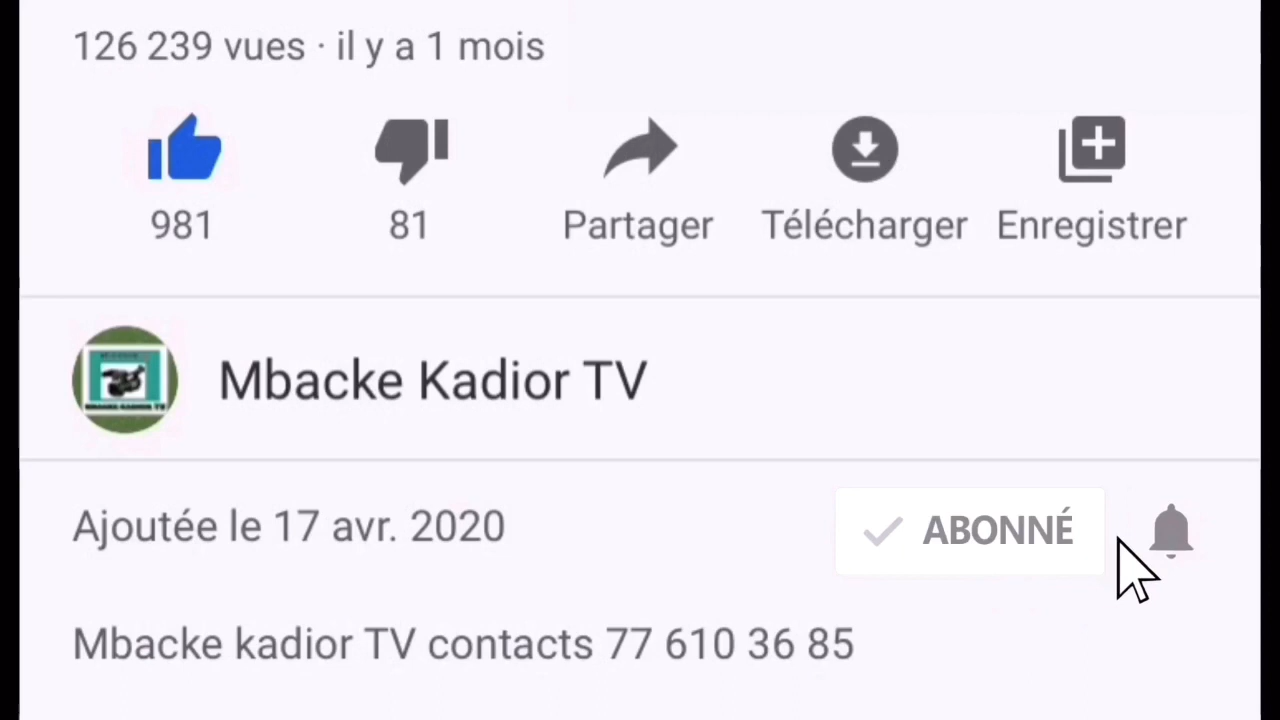 126 239 vues · il y a 1 mois
981 81 Partager Télécharger Enregistrer
Mbacke Kadior TV
Ajoutée le 17 avr. 2020
ABONNÉ
Mbacke kadior TV contacts 77 610 36 85